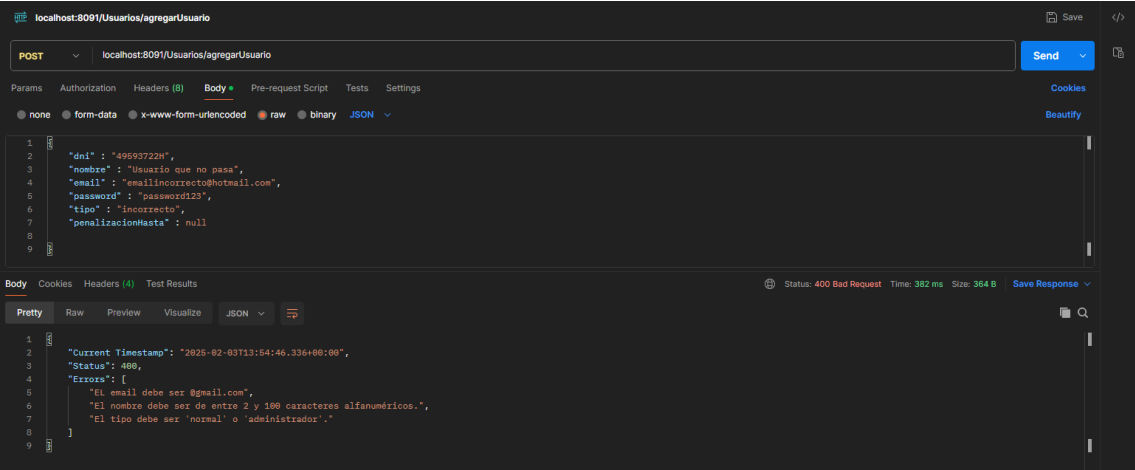 HTTP localhost:8091/Usuarios/agregarUsuario Save </>
POST localhost:8091/Usuarios/agregarUsuario Send
Params Authorization Headers (8) Body Pre-request Script Tests Settings Cookies
none form-data x-www-form-urlencoded raw binary JSON Beautify
1 {
2 "dni" : "49593722H",
3 "nombre" : "Usuario que no pasa",
4 "email" : "emailincorrecto@hotmail.com",
5 "password" : "password123",
6 "tipo" : "incorrecto",
7 "penalizacionHasta" : null
8
9 }
Body Cookies Headers (4) Test Results Status: 400 Bad Request Time: 382 ms Size: 364 B Save Response
Pretty Raw Preview Visualize JSON
1 {
2 "Current Timestamp": "2025-02-03T13:54:46.336+00:00",
3 "Status": 400,
4 "Errors": [
5 "EL email debe ser @gmail.com",
6 "El nombre debe ser de entre 2 y 100 caracteres alfanuméricos.",
7 "El tipo debe ser 'normal' o 'administrador'."
8 ]
9 }